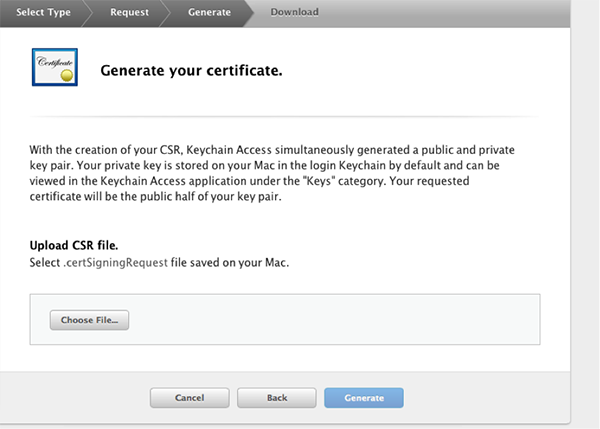 Select Type Request Generate Download
Certificate
Generate your certificate.
With the creation of your CSR, Keychain Access simultaneously generated a public and private
key pair. Your private key is stored on your Mac in the login Keychain by default and can be
viewed in the Keychain Access application under the "Keys" category. Your requested
certificate will be the public half of your key pair.
Upload CSR file.
Select .certSigningRequest file saved on your Mac.
Choose File...
Cancel Back Generate